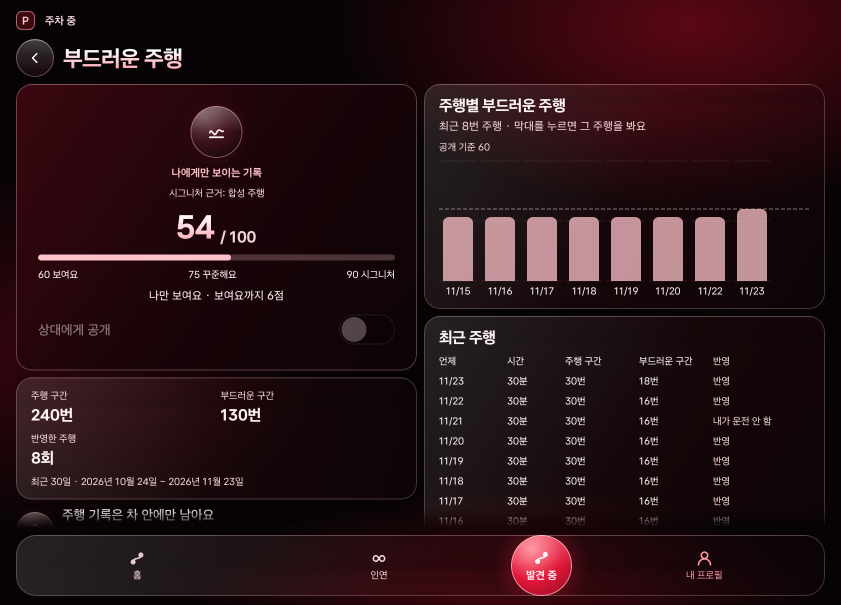 P 주차 중
부드러운 주행
나에게만 보이는 기록
시그니처 근거: 합성 주행
54 / 100
60 보여요 75 꾸준해요 90 시그니처
나만 보여요 · 보여요까지 6점
상대에게 공개
주행 구간 부드러운 구간
240번 130번
반영한 주행
8회
최근 30일 · 2026년 10월 24일 ~ 2026년 11월 23일
주행 기록은 차 안에만 남아요
주행별 부드러운 주행
최근 8번 주행 · 막대를 누르면 그 주행을 봐요
공개 기준 60
11/15 11/16 11/17 11/18 11/19 11/20 11/22 11/23
최근 주행
언제 시간 주행 구간 부드러운 구간 반영
11/23 30분 30번 18번 반영
11/22 30분 30번 16번 반영
11/21 30분 30번 16번 내가 운전 안 함
11/20 30분 30번 16번 반영
11/19 30분 30번 16번 반영
11/18 30분 30번 16번 반영
11/17 30분 30번 16번 반영
11/16 30분 30번 16번 반영
홈 인연 발견 중 내 프로필